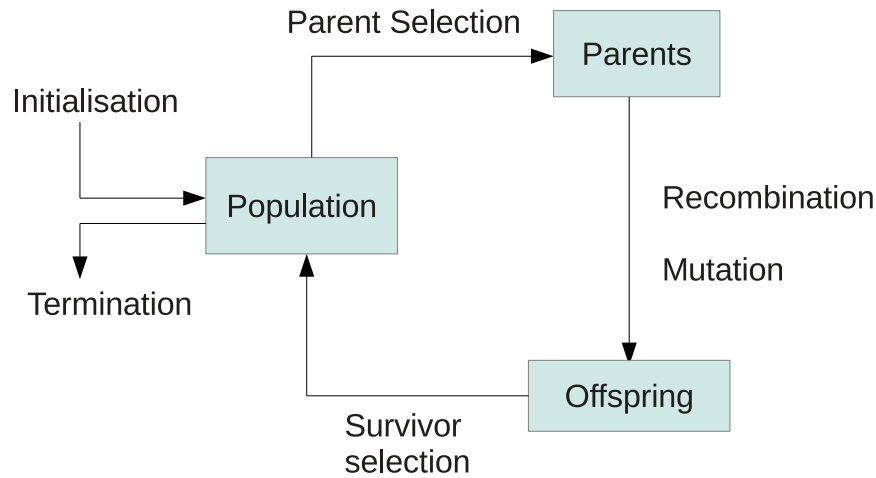 Parent Selection
Parents
Initialisation
Population
Recombination
Mutation
Termination
Offspring
Survivor
selection